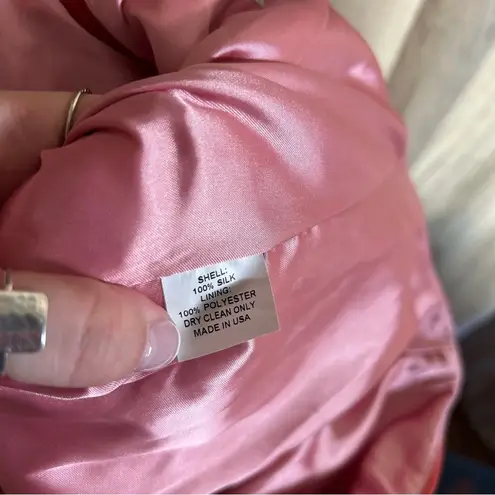 SHELL:
100% SILK
LINING:
100% POLYESTER
DRY CLEAN ONLY
MADE IN USA